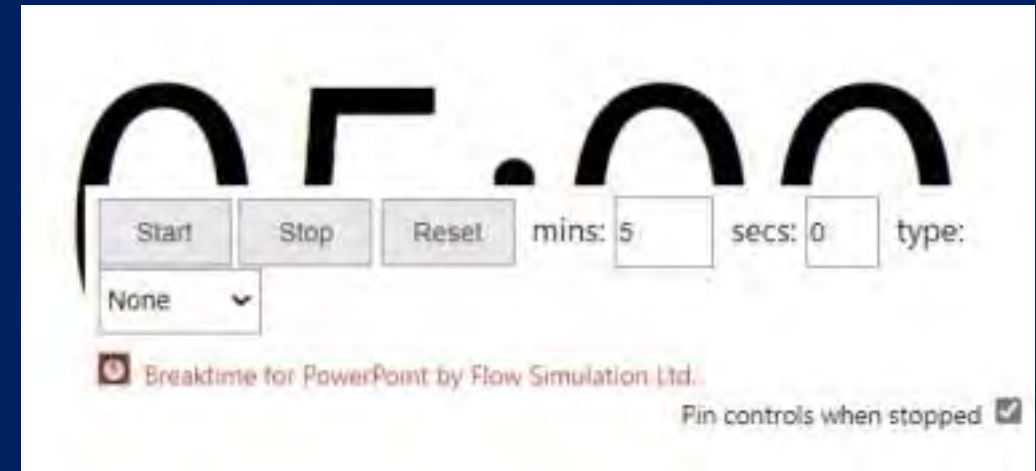 05:00
Start Stop Reset mins: 5 secs: 0 type:
None
Breaktime for PowerPoint by Flow Simulation Ltd.
Pin controls when stopped